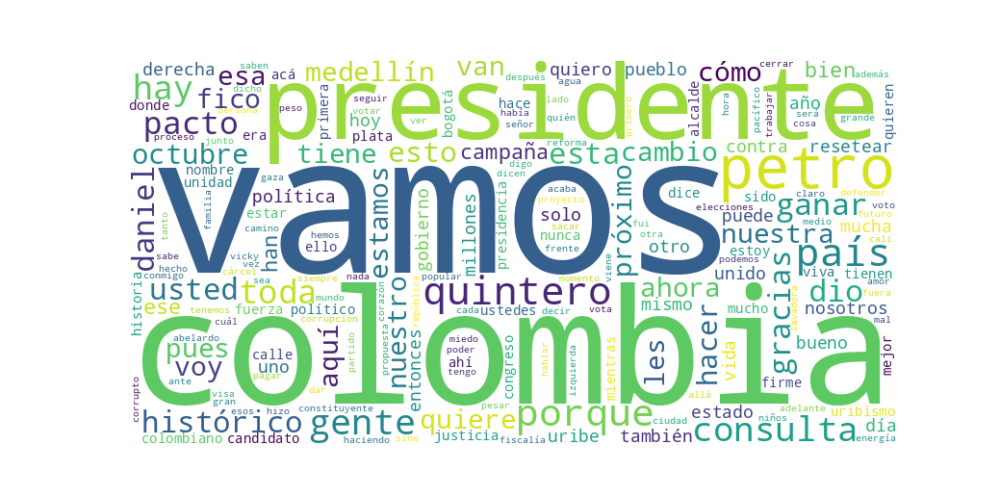 derecha
saben
acá
esa
medellín
van
después
agua
quiero
pueblo
cómo
cerrar
además
bien
hay
dicho
donde
persona
peso
seguir
votar
ver
presidente
hace
había
señor
lado
quién
primero
alcalde
hora
pacífico
trabajar
año
será
cosa
grande
quieren
fico
pacto
proceso
junto
era
hoy
plata
primera
bogotá
reforma
contra
resetear
octubre
nombre
unidad
gaza
tiene
esto
campaña
digo
dicen
esta
cambio
petro
daniel
vamos
política
estar
han
familia
tanto
camino
hemos
ello
estamos
gobierno
millones
presidencia
acaba
proyecto
solo
sacar
nunca
frente
próximo
otro
dice
sido
claro
defender
elecciones
voto
ganar
futuro
puede
mucha
nuestra
medio
cali
fui
otra
estoy
podemos
país
sabe
vicky
vez
hecho
conmigo
cárcel
sea
siempre
nada
popular
momento
viene
unido
viva
tienen
amor
fuera
historia
usted
toda
mundo
corazón
república
quintero
cada
ustedes
decir
vota
ahora
mismo
mucho
gracias
dio
nosotros
lavadora
mal
ese
tenemos
fuerza
político
corrupción
nuestro
colombia
cuál
abelardo
pues
voy
calle
uno
aquí
partido
propuesta
entonces
miedo
poder
ahí
tengo
congreso
hablar
izquierda
mientras
les
hacer
vida
allá
bueno
firme
mejor
corrupto
ante
visa
gran
pagar
dar
histórico
esos
hizo
constituyente
gente
quiere
pesar
porque
ciudad
estado
niños
adelante
uribismo
colombiano
candidato
haciendo
sino
justicia
fiscalía
uribe
también
consulta
día
energía